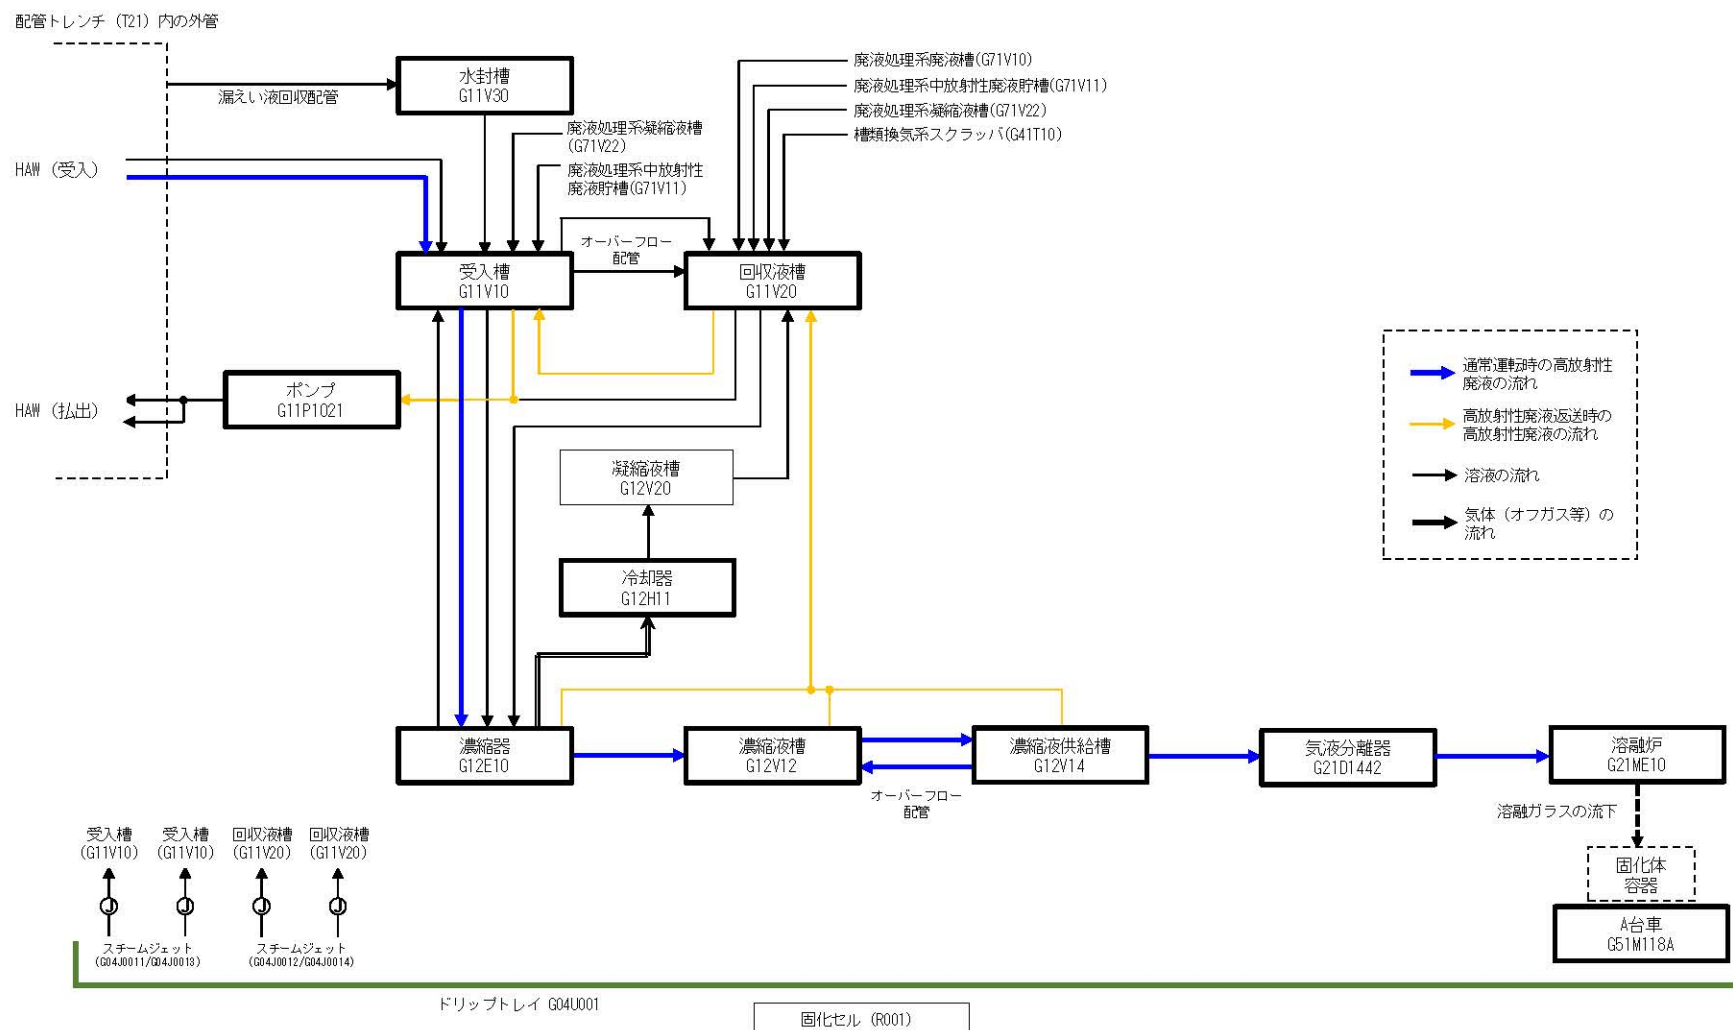 配管トレンチ（T21）内の外管
水封槽
G11V30
漏えい液回収配管
廃液処理系廃液槽(G71V10)
廃液処理系中放射性廃液貯槽(G71V11)
廃液処理系凝縮液槽(G71V22)
槽類換気系スクラッバ(G41T10)
廃液処理系凝縮液槽
(G71V22)
廃液処理系中放射性
廃液貯槽(G71V11)
HAW（受入）
オーバーフロー
配管
受入槽
G11V10
回収液槽
G11V20
ポンプ
G11P1021
HAW（払出）
通常運転時の高放射性
廃液の流れ
高放射性廃液返送時の
高放射性廃液の流れ
溶液の流れ
気体（オフガス等）の
流れ
凝縮液槽
G12V20
冷却器
G12H11
濃縮器
G12E10
濃縮液槽
G12V12
濃縮液供給槽
G12V14
気液分離器
G21D1442
溶融炉
G21ME10
オーバーフロー
配管
溶融ガラスの流下
固化体
容器
A台車
G51M118A
受入槽
(G11V10)
受入槽
(G11V10)
回収液槽
(G11V20)
回収液槽
(G11V20)
J
J
J
J
スチームジェット
(G04J0011/G04J0013)
スチームジェット
(G04J0012/G04J0014)
ドリップトレイ G04U001
固化セル（R001）